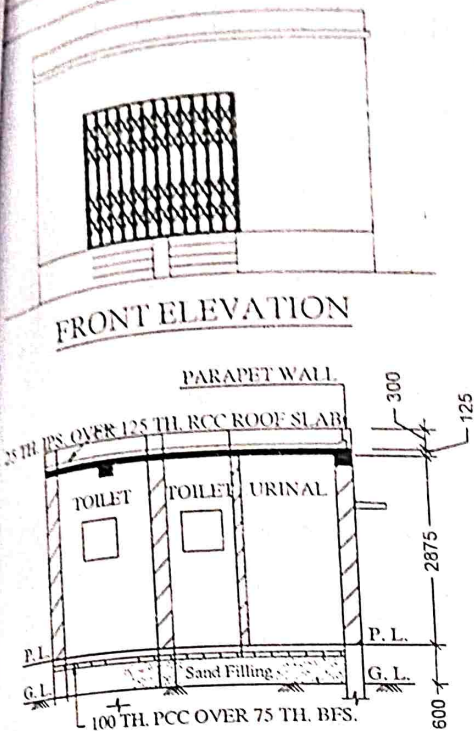 FRONT ELEVATION
PARAPET WALL
25 TH. IPS. OVER 125 TH. RCC ROOF SLAB
300
125
TOILET
TOILET
URINAL
2875
P. L.
P. L.
Sand Filling
G. L.
G. L.
600
100 TH. PCC OVER 75 TH. BFS.